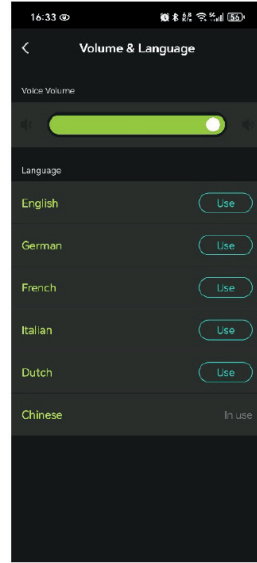 16:33
Volume & Language
Voice Volume
Language
English Use
German Use
French Use
Italian Use
Dutch Use
Chinese In use